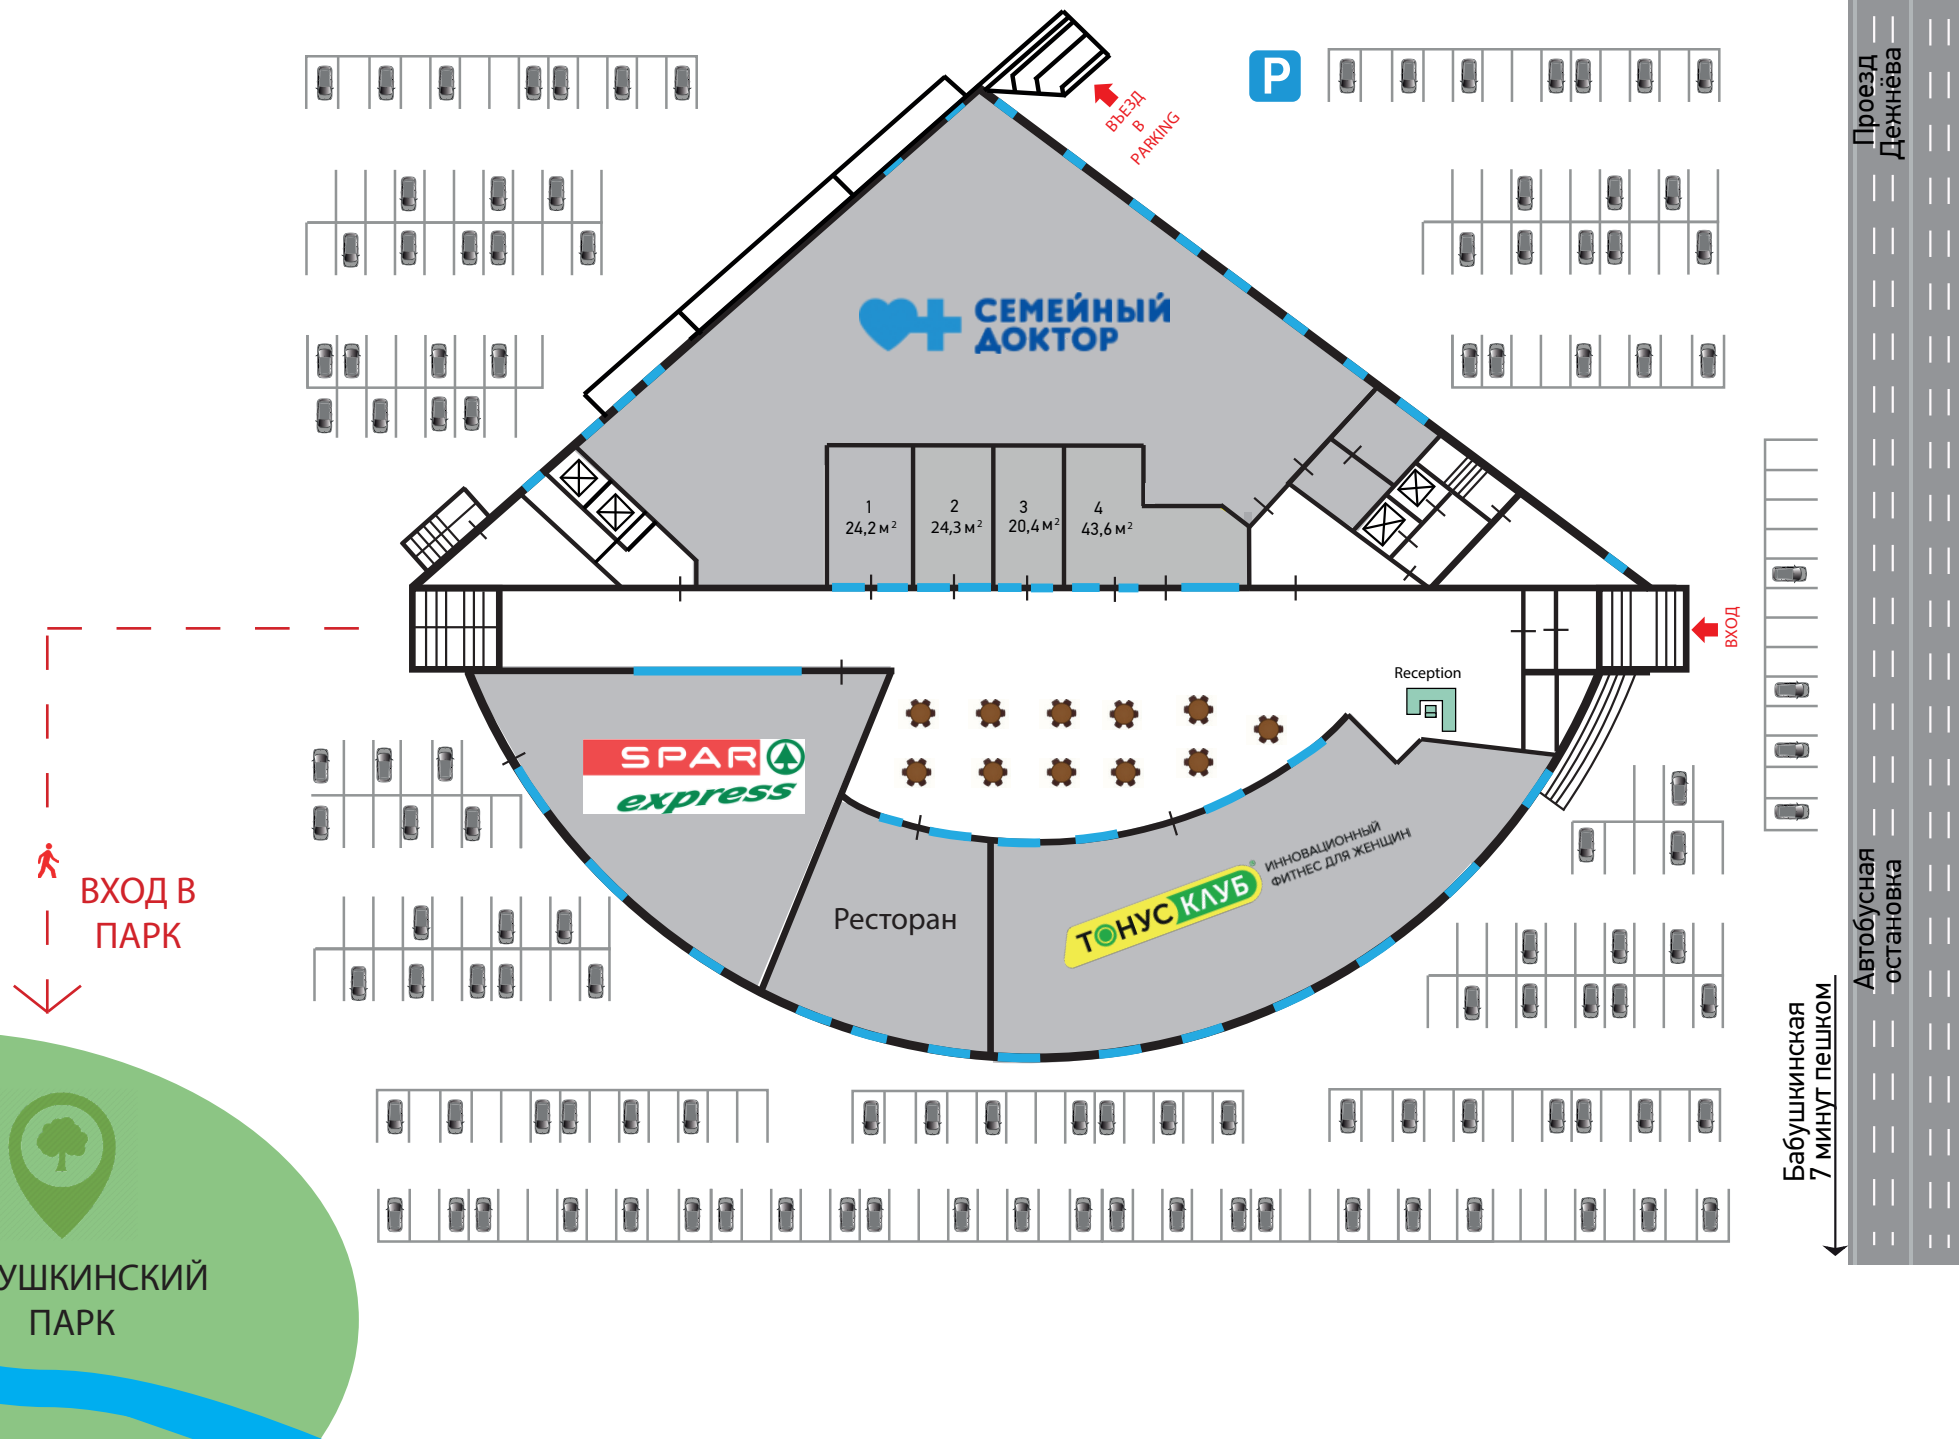 P
ВЪЕЗД
В
PARKING
Проезд
Дежнёва
СЕМЕЙНЫЙ
ДОКТОР
1
24,2 м²
2
24,3 м²
3
20,4 м²
4
43,6 м²
ВХОД
Reception
SPAR
express
ИННОВАЦИОННЫЙ
ФИТНЕС ДЛЯ ЖЕНЩИН
ТОНУС КЛУБ
Ресторан
ВХОД В
ПАРК
Автобусная
остановка
Бабушкинская
7 минут пешком
УШКИНСКИЙ
ПАРК